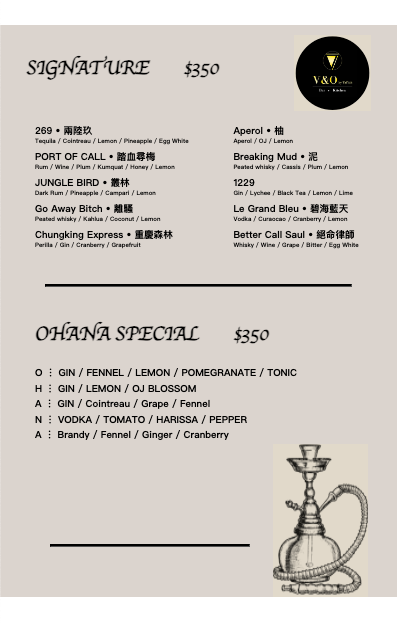 SIGNATURE $350
V&O
Bar • Kitchen
269 • 兩陸玖
Tequila / Cointreau / Lemon / Pineapple / Egg White
PORT OF CALL • 踏血尋梅
Rum / Wine / Plum / Kumquat / Honey / Lemon
JUNGLE BIRD • 叢林
Dark Rum / Pineapple / Campari / Lemon
Go Away Bitch • 離騷
Peated whisky / Kahlua / Coconut / Lemon
Chungking Express • 重慶森林
Perilla / Gin / Cranberry / Grapefruit
Aperol • 柚
Aperol / OJ / Lemon
Breaking Mud • 泥
Peated whisky / Cassis / Plum / Lemon
1229
Gin / Lychee / Black Tea / Lemon / Lime
Le Grand Bleu • 碧海藍天
Vodka / Curaocao / Cranberry / Lemon
Better Call Saul • 絕命律師
Whisky / Wine / Grape / Bitter / Egg White
OHANA SPECIAL $350
O ⋮ GIN / FENNEL / LEMON / POMEGRANATE / TONIC
H ⋮ GIN / LEMON / OJ BLOSSOM
A ⋮ GIN / Cointreau / Grape / Fennel
N ⋮ VODKA / TOMATO / HARISSA / PEPPER
A ⋮ Brandy / Fennel / Ginger / Cranberry